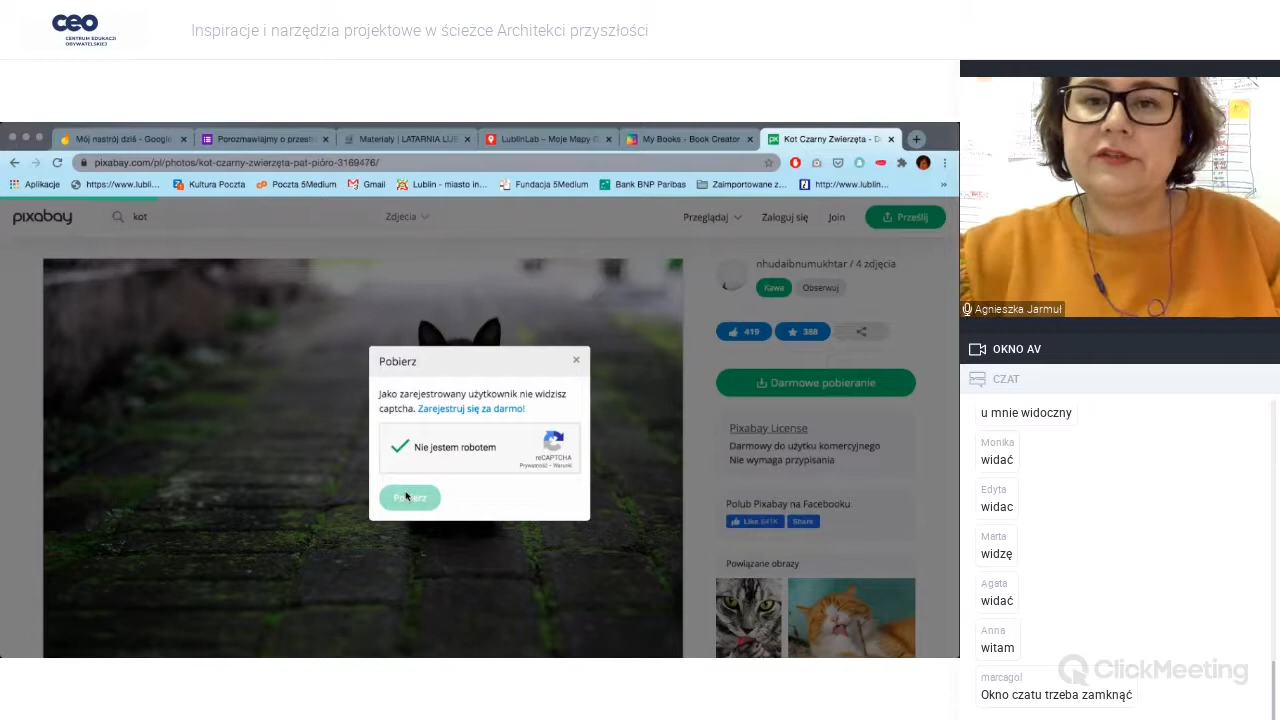 ceo
CENTRUM EDUKACJI
OBYWATELSKIEJ
Inspiracje i narzędzia projektowe w ścieżce Architekci przyszłości
Mój nastrój dziś - Google
Porozmawiajmy o przestr
Materiały | LATARNIA LUB
LublinLab – Moje Mapy G
My Books - Book Creator
Kot Czarny Zwierzęta - D
pixabay.com/pl/photos/kot-czarny-zwierzęta-pet-portret-3169476/
Aplikacje
https://www.lubli...
Kultura Poczta
Poczta 5Medium
Gmail
Lublin - miasto in...
Fundacja 5Medium
Bank BNP Paribas
Zaimportowane z...
http://www.lublin...
»
pixabay
kot
Zdjęcia
Przeglądaj
Zaloguj się
Join
Prześlij
nhudaibnumukhtar / 4 zdjęcia
Kawa
Obserwuj
419
388
Darmowe pobieranie
Pixabay License
Darmowy do użytku komercyjnego
Nie wymaga przypisania
Polub Pixabay na Facebooku
Like 641K
Share
Powiązane obrazy
Pobierz
×
Jako zarejestrowany użytkownik nie widzisz
captcha. Zarejestruj się za darmo!
Nie jestem robotem
reCAPTCHA
Prywatność - Warunki
Pobierz
Agnieszka Jarmuł
OKNO AV
CZAT
u mnie widoczny
Monika
widać
Edyta
widac
Marta
widzę
Agata
widać
Anna
witam
marcagol
Okno czatu trzeba zamknąć
ClickMeeting